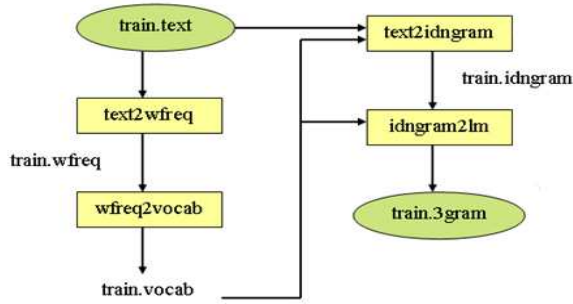 train.text
text2wfreq
train.wfreq
wfreq2vocab
train.vocab
text2idngram
train.idngram
idngram2lm
train.3gram